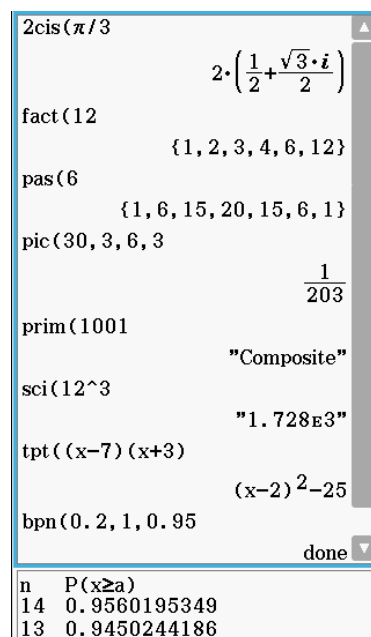 2cis(π/3
2·(1/2+√3·i/2)
fact(12
{1,2,3,4,6,12}
pas(6
{1,6,15,20,15,6,1}
pic(30,3,6,3
1/203
prim(1001
"Composite"
sci(12^3
"1.728ᴇ3"
tpt((x−7)(x+3)
(x−2)²−25
bpn(0.2,1,0.95
done
n P(x≥a)
14 0.9560195349
13 0.9450244186